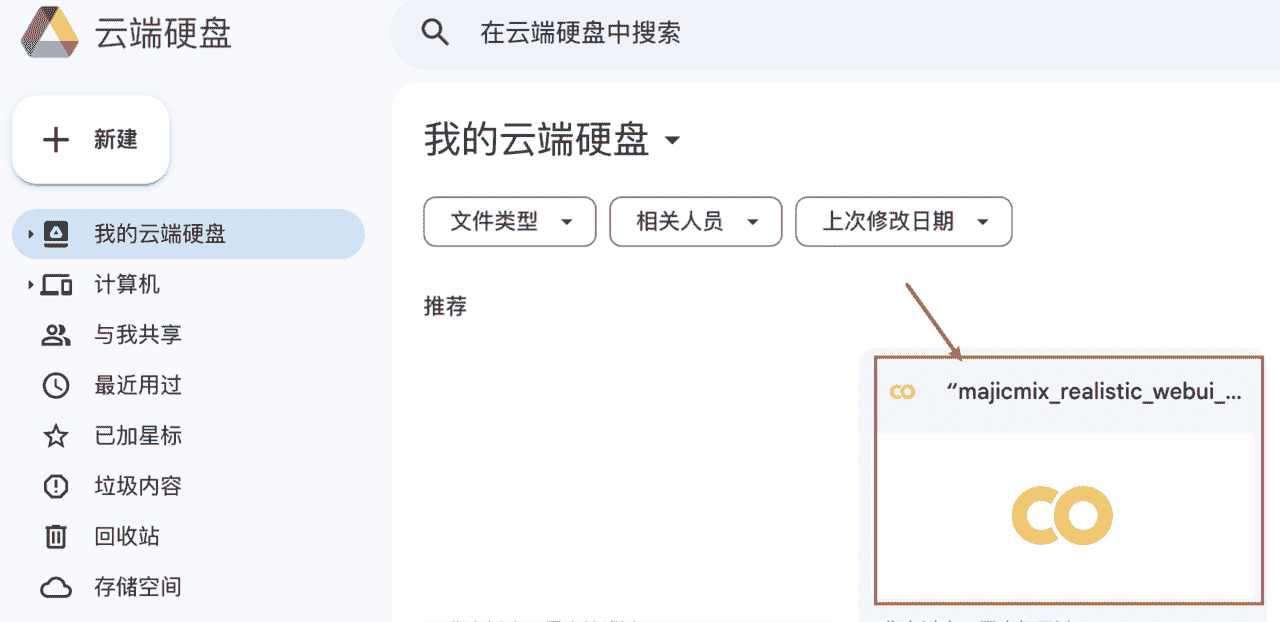 云端硬盘
在云端硬盘中搜索
新建
我的云端硬盘
文件类型
相关人员
上次修改日期
我的云端硬盘
计算机
与我共享
最近用过
已加星标
垃圾内容
回收站
存储空间
推荐
“majicmix_realistic_webui_...